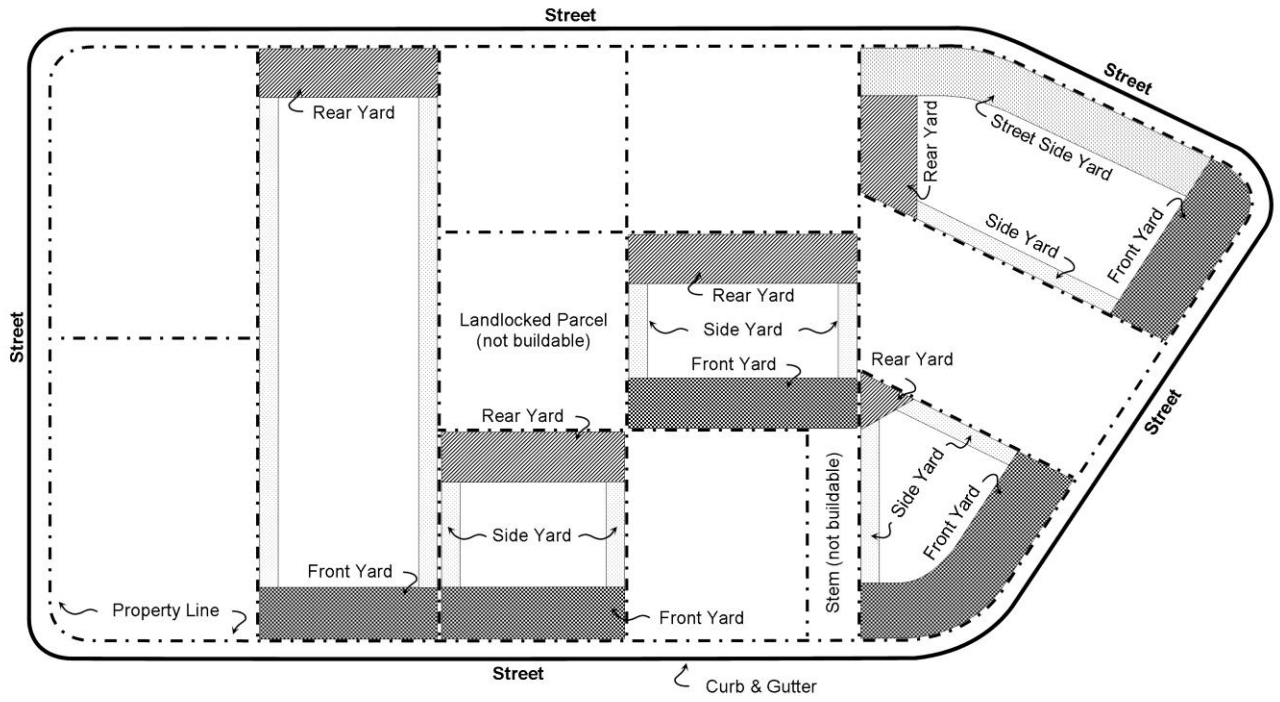 Street
Street
Rear Yard
Rear Yard
Street Side Yard
Side Yard
Front Yard
Rear Yard
Landlocked Parcel
(not buildable)
Side Yard
Street
Front Yard
Rear Yard
Rear Yard
Street
Side Yard
Front Yard
Stem (not buildable)
Side Yard
Front Yard
Property Line
Front Yard
Street
Curb & Gutter